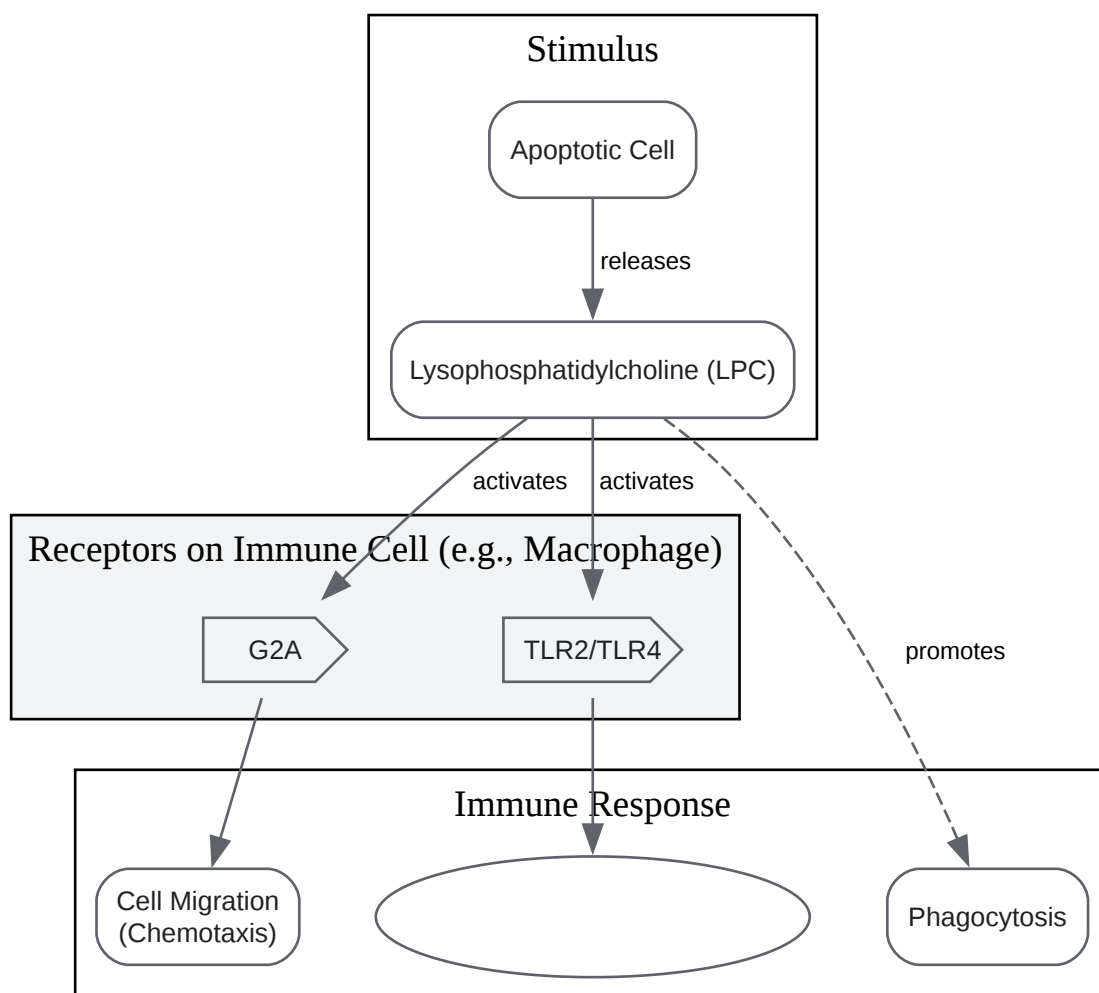 Stimulus
Apoptotic Cell
releases
Lysophosphatidylcholine (LPC)
activates
activates
Receptors on Immune Cell (e.g., Macrophage)
G2A
TLR2/TLR4
promotes
Immune Response
Cell Migration
(Chemotaxis)
Phagocytosis